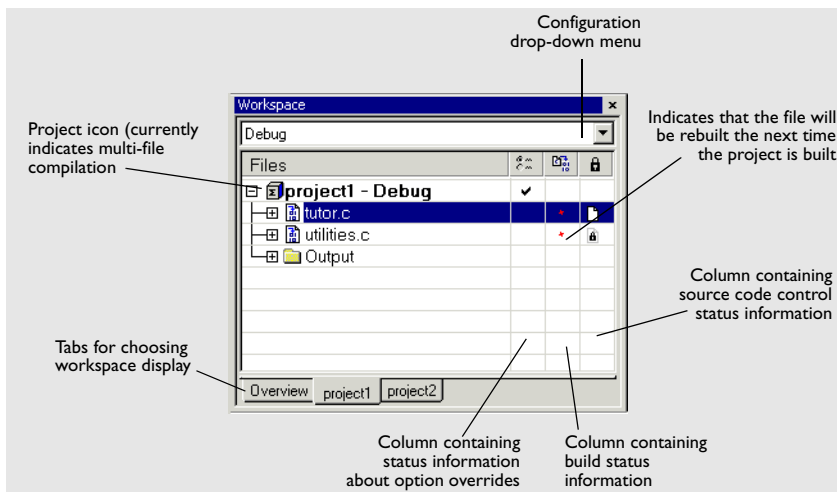 Configuration
drop-down menu
Workspace
Debug
Project icon (currently
indicates multi-file
compilation
Indicates that the file will
be rebuilt the next time
the project is built
Files
project1 - Debug
tutor.c
utilities.c
Output
Column containing
source code control
status information
Tabs for choosing
workspace display
Overview
project1
project2
Column containing
status information
about option overrides
Column containing
build status
information